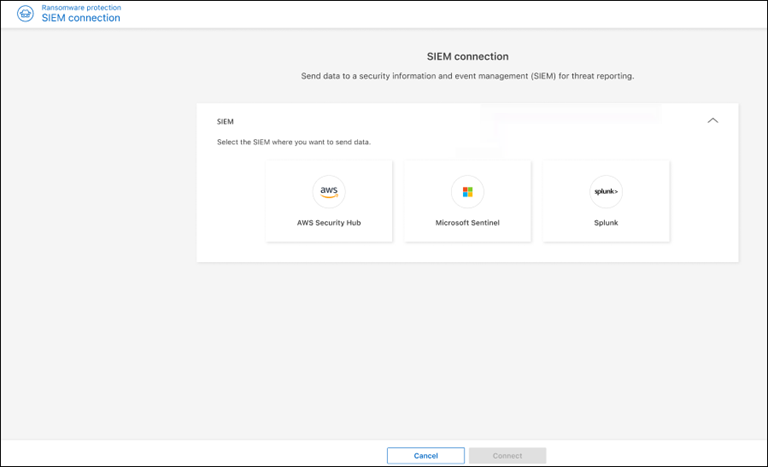 Ransomware protection
SIEM connection
SIEM connection
Send data to a security information and event management (SIEM) for threat reporting.
SIEM
Select the SIEM where you want to send data.
aws
splunk>
AWS Security Hub
Microsoft Sentinel
Splunk
Cancel
Connect